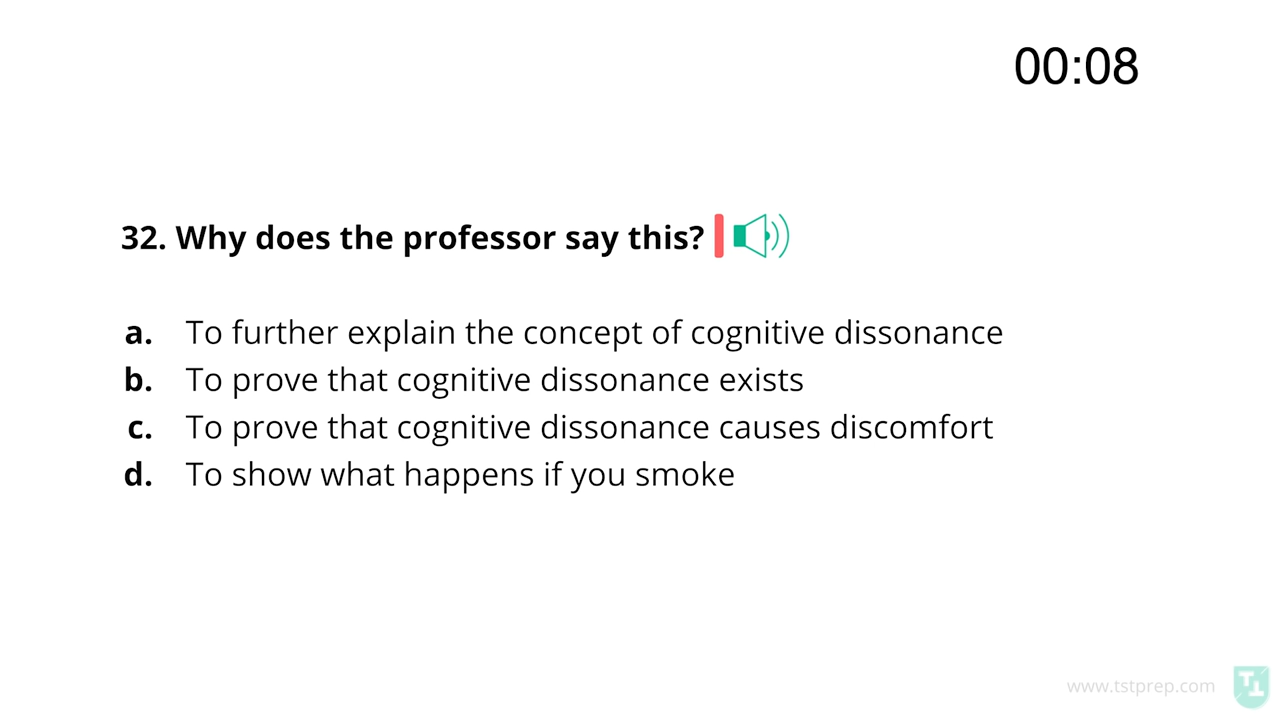 00:08
32. Why does the professor say this?
a. To further explain the concept of cognitive dissonance
b. To prove that cognitive dissonance exists
c. To prove that cognitive dissonance causes discomfort
d. To show what happens if you smoke
www.tstprep.com